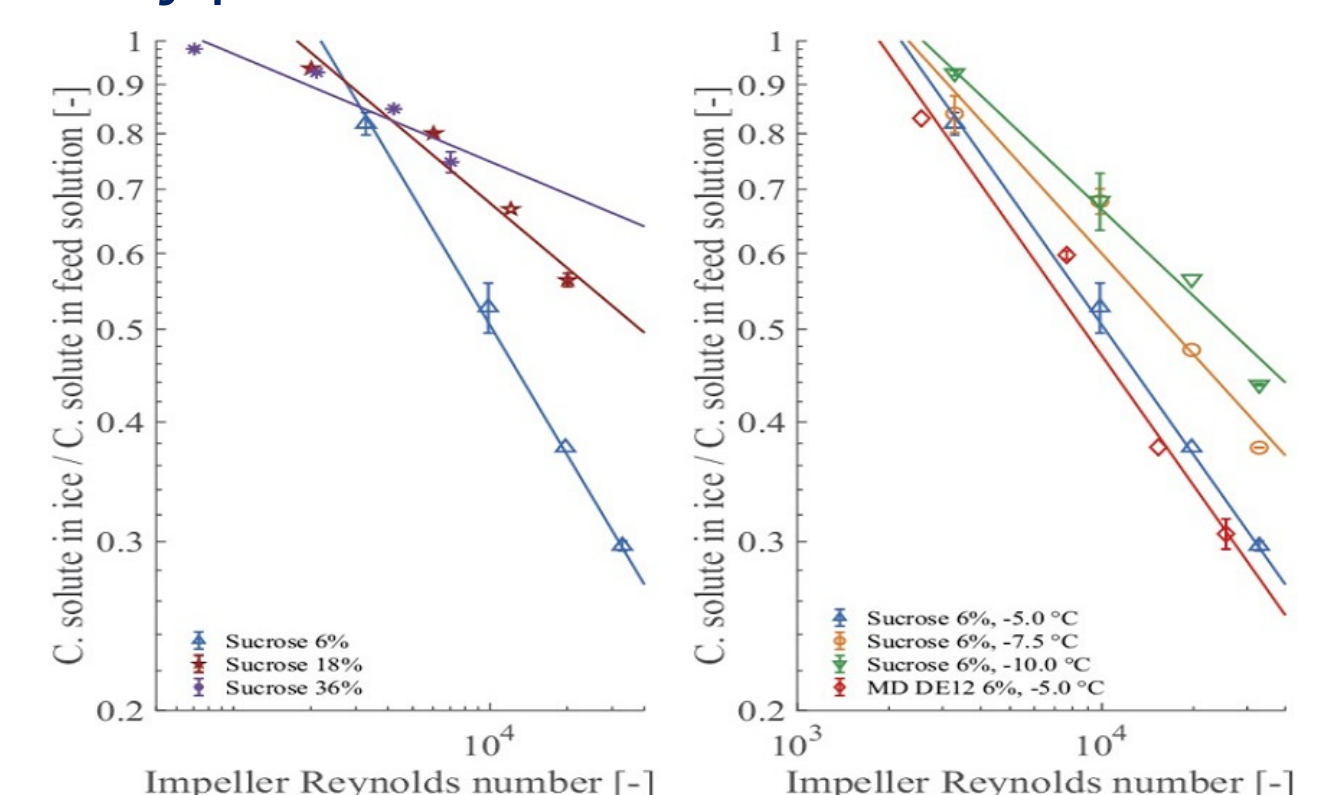 C. solute in ice / C. solute in feed solution [-]
1
0.9
0.8
0.7
0.6
0.5
0.4
0.3
0.2
Sucrose 6%
Sucrose 18%
Sucrose 36%
10⁴
Impeller Reynolds number [-]
C. solute in ice / C. solute in feed solution [-]
1
0.9
0.8
0.7
0.6
0.5
0.4
0.3
0.2
Sucrose 6%, -5.0 °C
Sucrose 6%, -7.5 °C
Sucrose 6%, -10.0 °C
MD DE12 6%, -5.0 °C
10³
10⁴
Impeller Reynolds number [-]